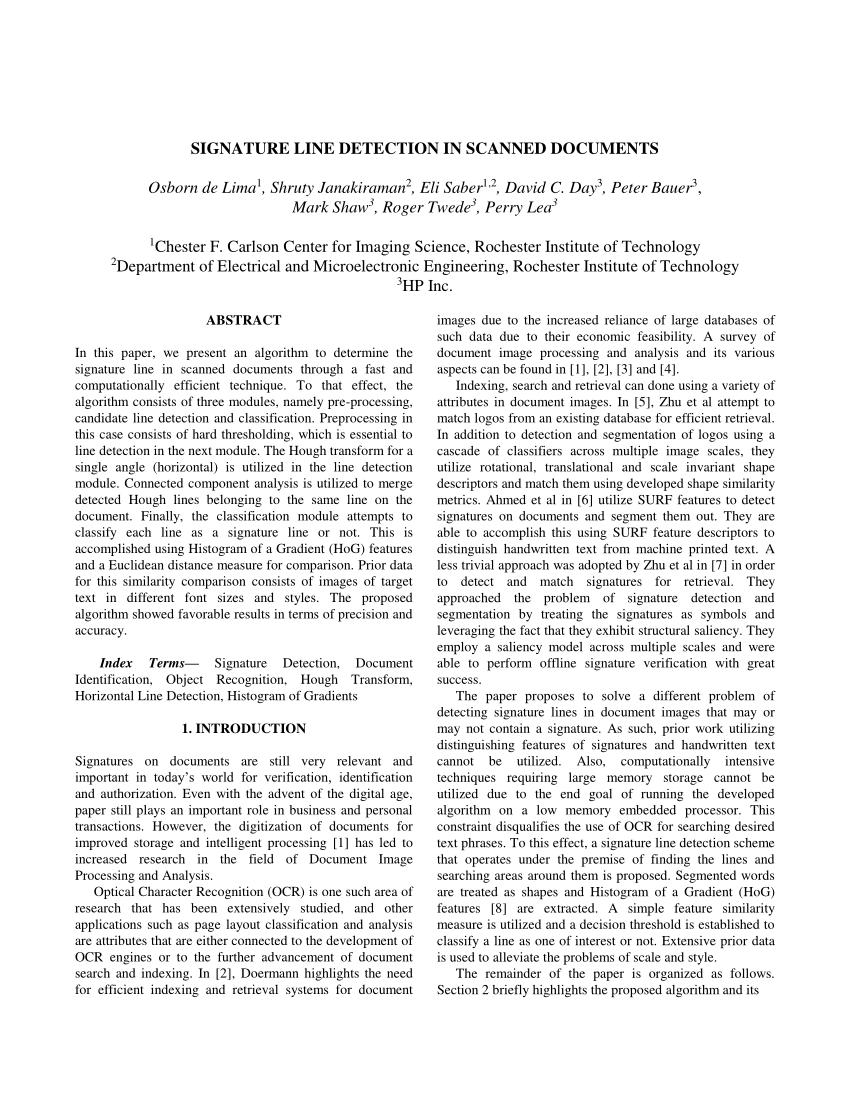 SIGNATURE LINE DETECTION IN SCANNED DOCUMENTS
Osborn de Lima1, Shruty Janakiraman2, Eli Saber1,2, David C. Day3, Peter Bauer3,
Mark Shaw3, Roger Twede3, Perry Lea3
1Chester F. Carlson Center for Imaging Science, Rochester Institute of Technology
2Department of Electrical and Microelectronic Engineering, Rochester Institute of Technology
3HP Inc.
ABSTRACT
In this paper, we present an algorithm to determine the
signature line in scanned documents through a fast and
computationally efficient technique. To that effect, the
algorithm consists of three modules, namely pre-processing,
candidate line detection and classification. Preprocessing in
this case consists of hard thresholding, which is essential to
line detection in the next module. The Hough transform for a
single angle (horizontal) is utilized in the line detection
module. Connected component analysis is utilized to merge
detected Hough lines belonging to the same line on the
document. Finally, the classification module attempts to
classify each line as a signature line or not. This is
accomplished using Histogram of a Gradient (HoG) features
and a Euclidean distance measure for comparison. Prior data
for this similarity comparison consists of images of target
text in different font sizes and styles. The proposed
algorithm showed favorable results in terms of precision and
accuracy.
Index Terms— Signature Detection, Document
Identification, Object Recognition, Hough Transform,
Horizontal Line Detection, Histogram of Gradients
1. INTRODUCTION
Signatures on documents are still very relevant and
important in today's world for verification, identification
and authorization. Even with the advent of the digital age,
paper still plays an important role in business and personal
transactions. However, the digitization of documents for
improved storage and intelligent processing [1] has led to
increased research in the field of Document Image
Processing and Analysis.
Optical Character Recognition (OCR) is one such area of
research that has been extensively studied, and other
applications such as page layout classification and analysis
are attributes that are either connected to the development of
OCR engines or to the further advancement of document
search and indexing. In [2], Doermann highlights the need
for efficient indexing and retrieval systems for document
images due to the increased reliance of large databases of
such data due to their economic feasibility. A survey of
document image processing and analysis and its various
aspects can be found in [1], [2], [3] and [4].
Indexing, search and retrieval can done using a variety of
attributes in document images. In [5], Zhu et al attempt to
match logos from an existing database for efficient retrieval.
In addition to detection and segmentation of logos using a
cascade of classifiers across multiple image scales, they
utilize rotational, translational and scale invariant shape
descriptors and match them using developed shape similarity
metrics. Ahmed et al in [6] utilize SURF features to detect
signatures on documents and segment them out. They are
able to accomplish this using SURF feature descriptors to
distinguish handwritten text from machine printed text. A
less trivial approach was adopted by Zhu et al in [7] in order
to detect and match signatures for retrieval. They
approached the problem of signature detection and
segmentation by treating the signatures as symbols and
leveraging the fact that they exhibit structural saliency. They
employ a saliency model across multiple scales and were
able to perform offline signature verification with great
success.
The paper proposes to solve a different problem of
detecting signature lines in document images that may or
may not contain a signature. As such, prior work utilizing
distinguishing features of signatures and handwritten text
cannot be utilized. Also, computationally intensive
techniques requiring large memory storage cannot be
utilized due to the end goal of running the developed
algorithm on a low memory embedded processor. This
constraint disqualifies the use of OCR for searching desired
text phrases. To this effect, a signature line detection scheme
that operates under the premise of finding the lines and
searching areas around them is proposed. Segmented words
are treated as shapes and Histogram of a Gradient (HoG)
features [8] are extracted. A simple feature similarity
measure is utilized and a decision threshold is established to
classify a line as one of interest or not. Extensive prior data
is used to alleviate the problems of scale and style.
The remainder of the paper is organized as follows.
Section 2 briefly highlights the proposed algorithm and its